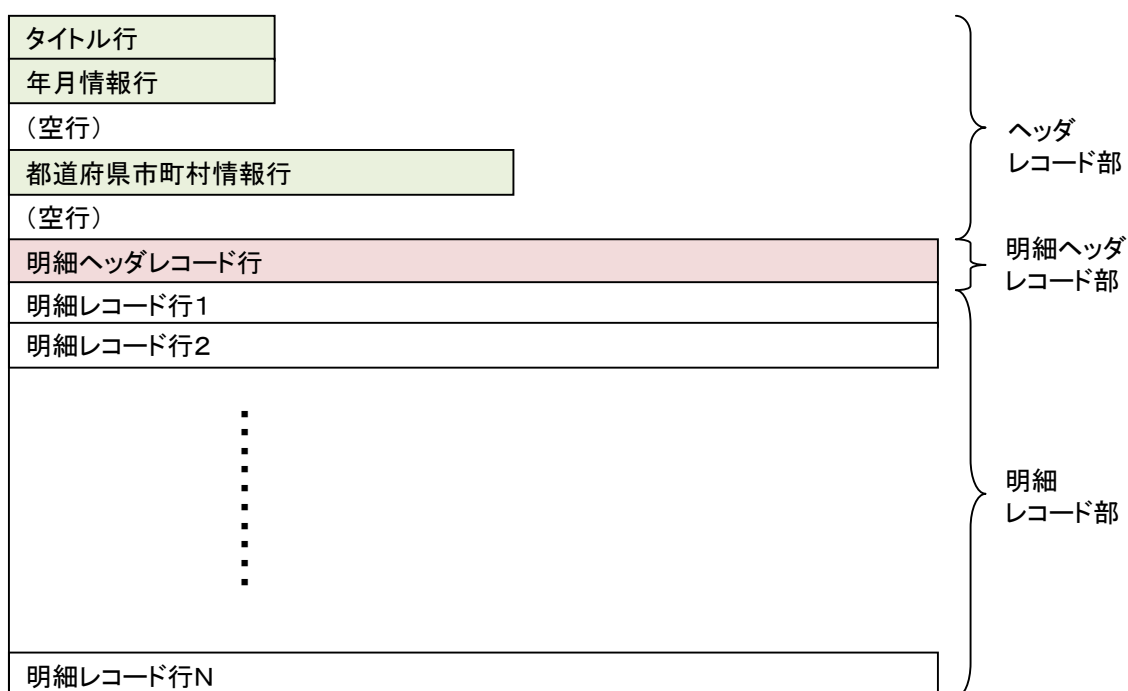 タイトル行
年月情報行
(空行)
都道府県市町村情報行
(空行)
ヘッダ
レコード部
明細ヘッダレコード行
明細ヘッダ
レコード部
明細レコード行1
明細レコード行2
明細
レコード部
明細レコード行N